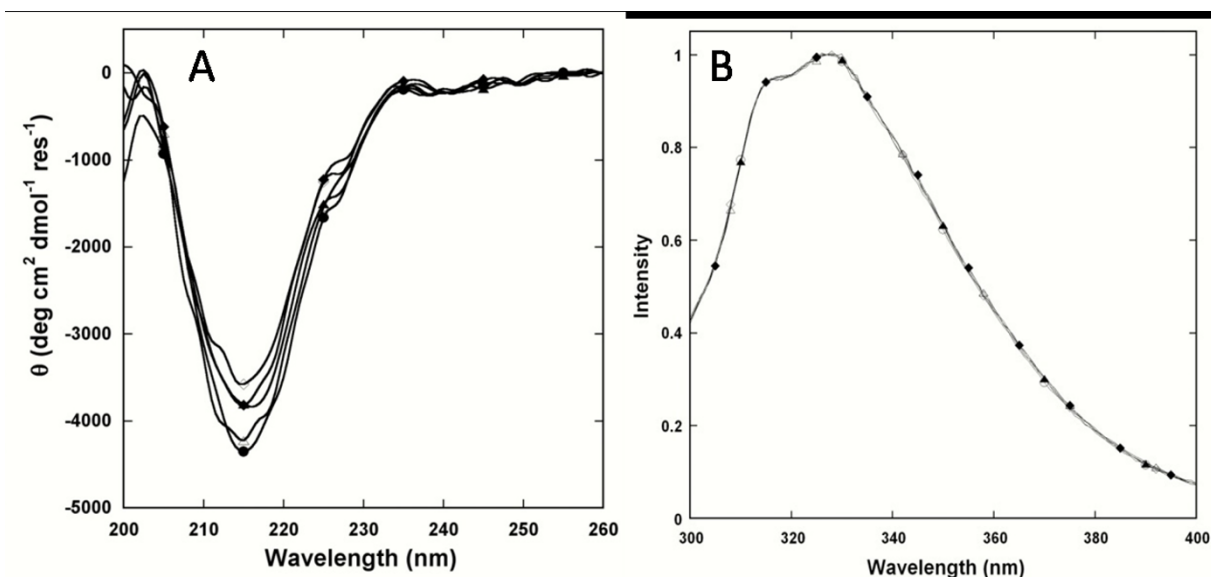 A
0
-1000
-2000
-3000
-4000
-5000
θ (deg cm² dmol⁻¹ res⁻¹)
200 210 220 230 240 250 260
Wavelength (nm)
B
1
0.8
0.6
0.4
0.2
0
Intensity
300 320 340 360 380 400
Wavelength (nm)